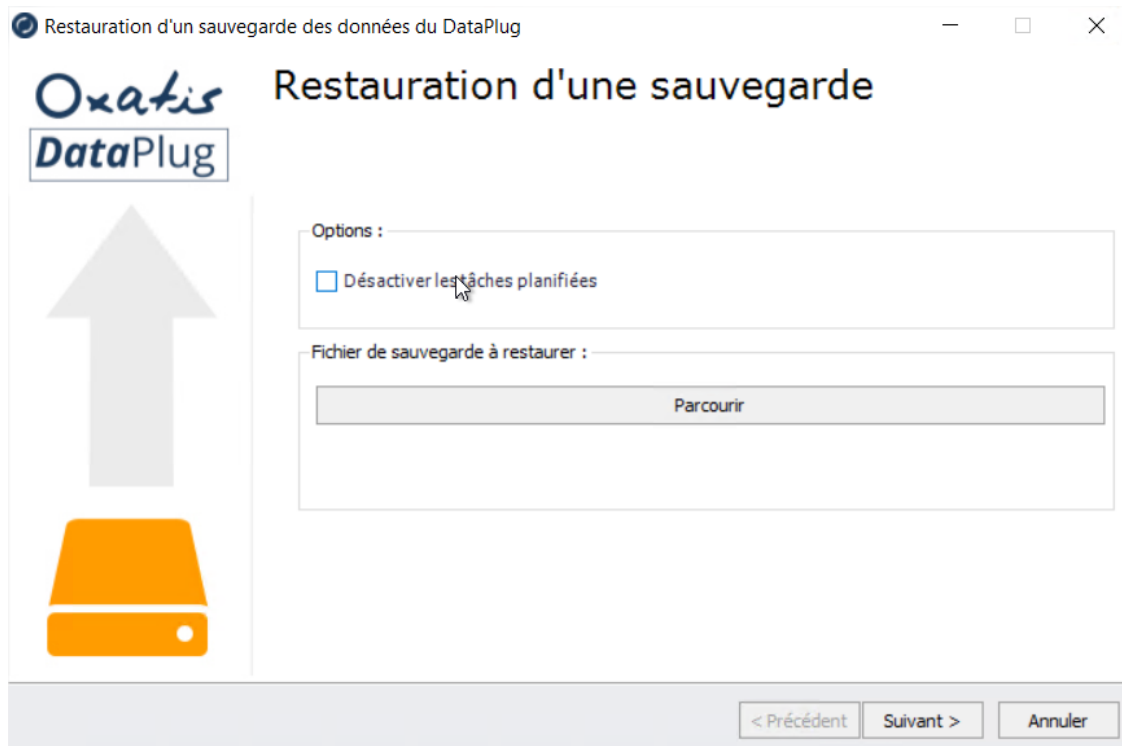 Restauration d'un sauvegarde des données du DataPlug
Oxatis
DataPlug
Restauration d'une sauvegarde
Options :
Désactiver les tâches planifiées
Fichier de sauvegarde à restaurer :
Parcourir
< Précédent
Suivant >
Annuler